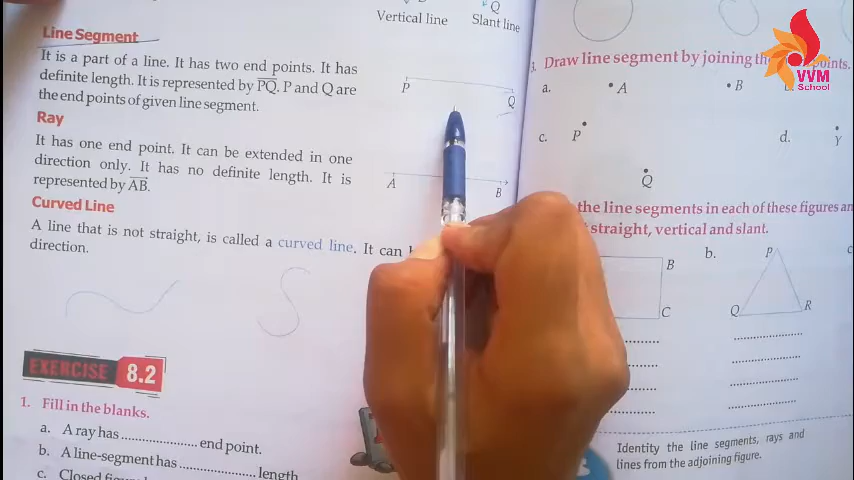 Q
Vertical line
Slant line
Line Segment
It is a part of a line. It has two end points. It has
definite length. It is represented by PQ. P and Q are
the end points of given line segment.
P
Q
Ray
It has one end point. It can be extended in one
direction only. It has no definite length. It is
represented by AB.
A
B
Curved Line
A line that is not straight, is called a curved line. It can
direction.
EXERCISE 8.2
1. Fill in the blanks.
a. A ray has .................... end point.
b. A line-segment has .................... length
c. Closed
3. Draw line segment by joining the points.
a. A B
c. P
Q
d. Y
the line segments in each of these figures an
straight, vertical and slant.
B
C
b. P
Q R
c
Identity the line segments, rays and
lines from the adjoining figure.
VVM
School